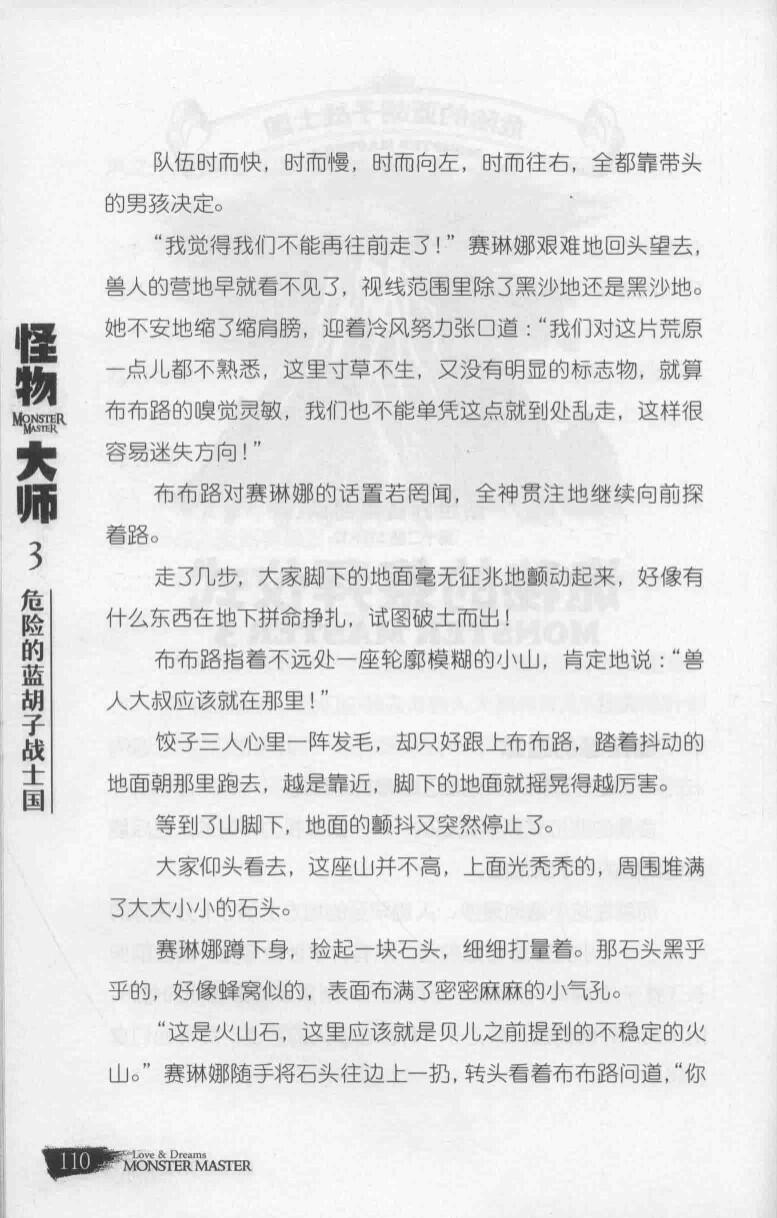 队伍时而快，时而慢，时而向左，时而往右，全都靠带头
的男孩决定。
“我觉得我们不能再往前走了！”赛琳娜艰难地回头望去，
兽人的营地早就看不见了，视线范围里除了黑沙地还是黑沙地。
她不安地缩了缩肩膀，迎着冷风努力张口道：“我们对这片荒原
一点儿都不熟悉，这里寸草不生，又没有明显的标志物，就算
布布路的嗅觉灵敏，我们也不能单凭这点就到处乱走，这样很
容易迷失方向！”
布布路对赛琳娜的话置若罔闻，全神贯注地继续向前探
着路。
走了几步，大家脚下的地面毫无征兆地颤动起来，好像有
什么东西在地下拼命挣扎，试图破土而出！
布布路指着不远处一座轮廓模糊的小山，肯定地说：“兽
人大叔应该就在那里！”
饺子三人心里一阵发毛，却只好跟上布布路，踏着抖动的
地面朝那里跑去，越是靠近，脚下的地面就摇晃得越厉害。
等到了山脚下，地面的颤抖又突然停止了。
大家仰头看去，这座山并不高，上面光秃秃的，周围堆满
了大大小小的石头。
赛琳娜蹲下身，捡起一块石头，细细打量着。那石头黑乎
乎的，好像蜂窝似的，表面布满了密密麻麻的小气孔。
“这是火山石，这里应该就是贝儿之前提到的不稳定的火
山。”赛琳娜随手将石头往边上一扔，转头看着布布路问道，“你
怪物
MONSTER
MASTER
大师
3
危险的蓝胡子战士国
110
Love & Dreams
MONSTER MASTER